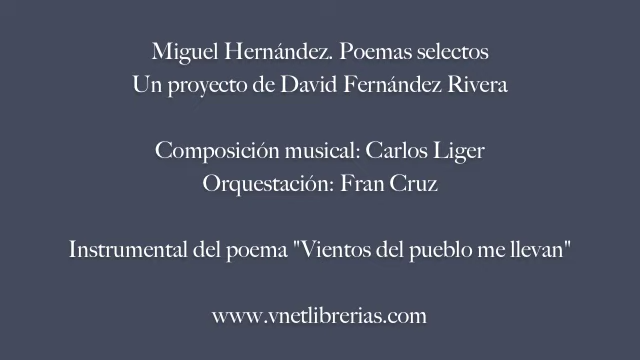 Miguel Hernández. Poemas selectos
Un proyecto de David Fernández Rivera
Composición musical: Carlos Liger
Orquestación: Fran Cruz
Instrumental del poema "Vientos del pueblo me llevan"
www.vnetlibrerias.com